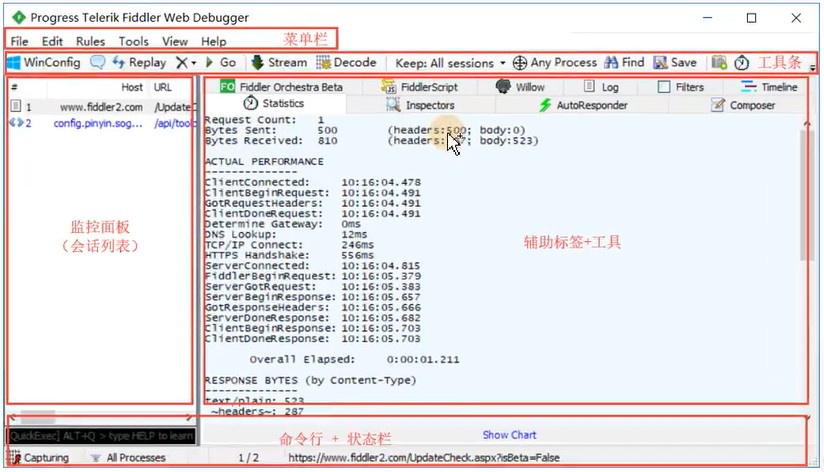 Progress Telerik Fiddler Web Debugger
File Edit Rules Tools View Help 菜单栏
WinConfig Replay Go Stream Decode Keep: All sessions Any Process Find Save 工具条
# Host URL
1 www.fiddler2.com /UpdateC
2 config.pinyin.sog... /api/toolb
监控面板
（会话列表）
Fiddler Orchestra Beta FiddlerScript Willow Log Filters Timeline
Statistics Inspectors AutoResponder Composer
Request Count: 1
Bytes Sent: 500 (headers:500; body:0)
Bytes Received: 810 (headers: 7; body:523)
ACTUAL PERFORMANCE
--------------
ClientConnected: 10:16:04.478
ClientBeginRequest: 10:16:04.491
GotRequestHeaders: 10:16:04.491
ClientDoneRequest: 10:16:04.491
Determine Gateway: 0ms
DNS Lookup: 12ms
TCP/IP Connect: 246ms
HTTPS Handshake: 556ms
ServerConnected: 10:16:04.815
FiddlerBeginRequest: 10:16:05.379
ServerGotRequest: 10:16:05.383
ServerBeginResponse: 10:16:05.657
GotResponseHeaders: 10:16:05.666
ServerDoneResponse: 10:16:05.682
ClientBeginResponse: 10:16:05.703
ClientDoneResponse: 10:16:05.703
Overall Elapsed: 0:00:01.211
RESPONSE BYTES (by Content-Type)
--------------
text/plain: 523
~headers~: 287
辅助标签+工具
[QuickExec] ALT+Q > type HELP to learn
命令行 + 状态栏
Show Chart
Capturing All Processes 1 / 2 https://www.fiddler2.com/UpdateCheck.aspx?isBeta=False